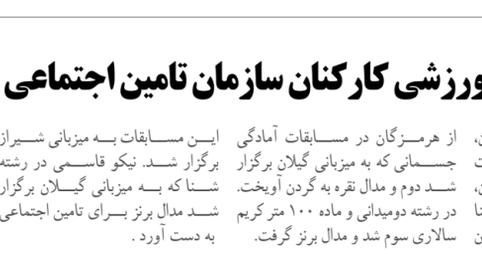 ورزشی کارکنان سازمان تامین اجتماعی
از هرمزگان در مسابقات آمادگی
جسمانی که به میزبانی گیلان برگزار
شد دوم و مدال نقره به گردن آویخت.
در رشته دومیدانی و ماده ۱۰۰ متر کریم
سالاری سوم شد و مدال برنز گرفت.
این مسابقات به میزبانی شیراز
برگزار شد. نیکو قاسمی در رشته
شنا که به میزبانی گیلان برگزار
شد مدال برنز برای تامین اجتماعی
به دست آورد .